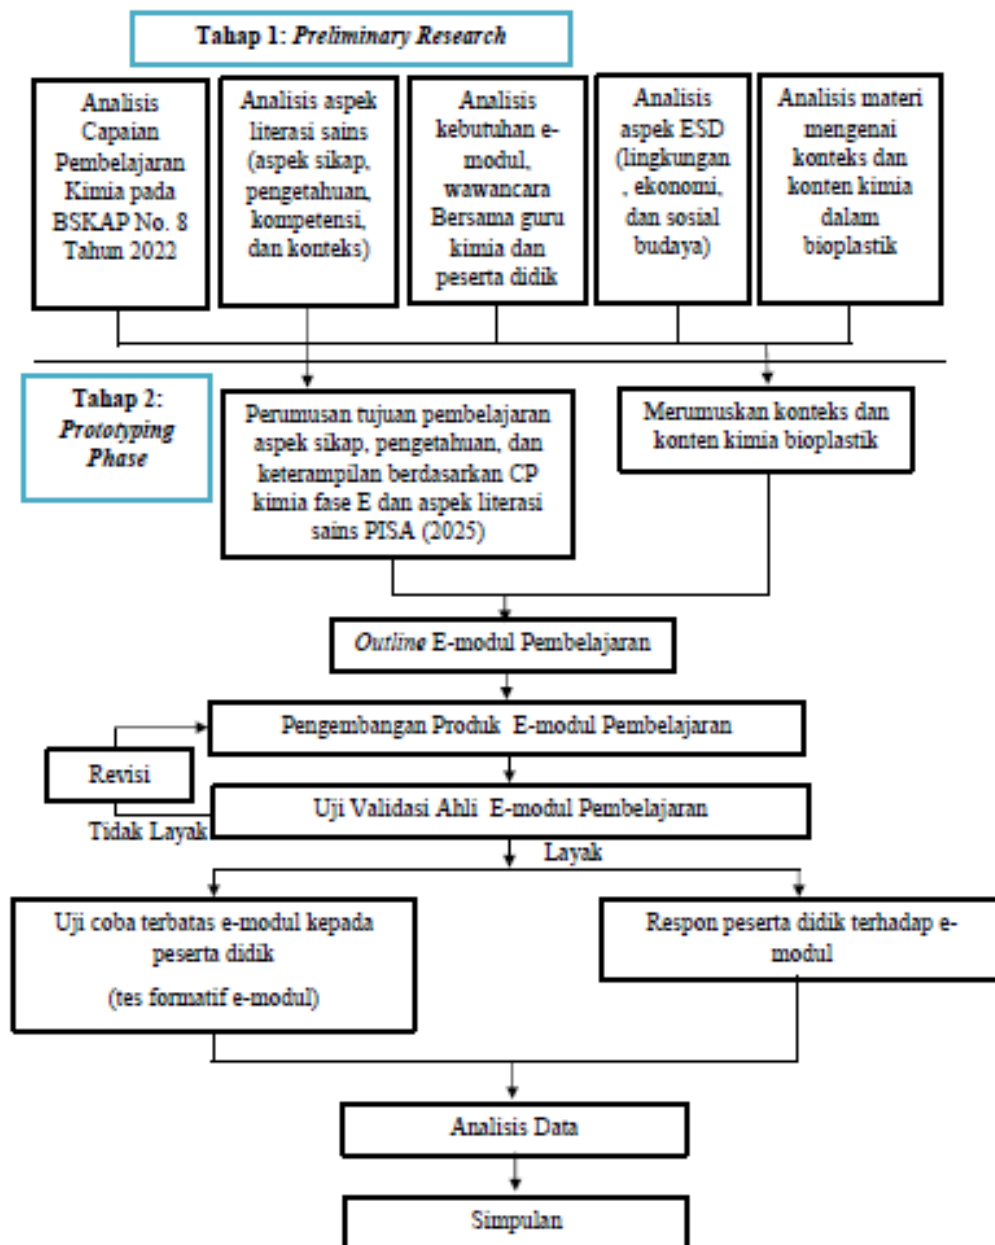 Tahap 1: Preliminary Research
Analisis
Capaian
Pembelajaran
Kimia pada
BSKAP No. 8
Tahun 2022
Analisis aspek
literasi sains
(aspek sikap,
pengetahuan,
kompetensi,
dan konteks)
Analisis
kebutuhan e-
modul,
wawancara
Bersama guru
kimia dan
peserta didik
Analisis
aspek ESD
(lingkungan
, ekonomi,
dan sosial
budaya)
Analisis materi
mengenai
konteks dan
konten kimia
dalam
bioplastik
Tahap 2:
Prototyping
Phase
Perumusan tujuan pembelajaran
aspek sikap, pengetahuan, dan
keterampilan berdasarkan CP
kimia fase E dan aspek literasi
sains PISA (2025)
Merumuskan konteks dan
konten kimia bioplastik
Outline E-modul Pembelajaran
Pengembangan Produk E-modul Pembelajaran
Revisi
Uji Validasi Ahli E-modul Pembelajaran
Tidak Layak
Layak
Uji coba terbatas e-modul kepada
peserta didik
(tes formatif e-modul)
Respon peserta didik terhadap e-
modul
Analisis Data
Simpulan